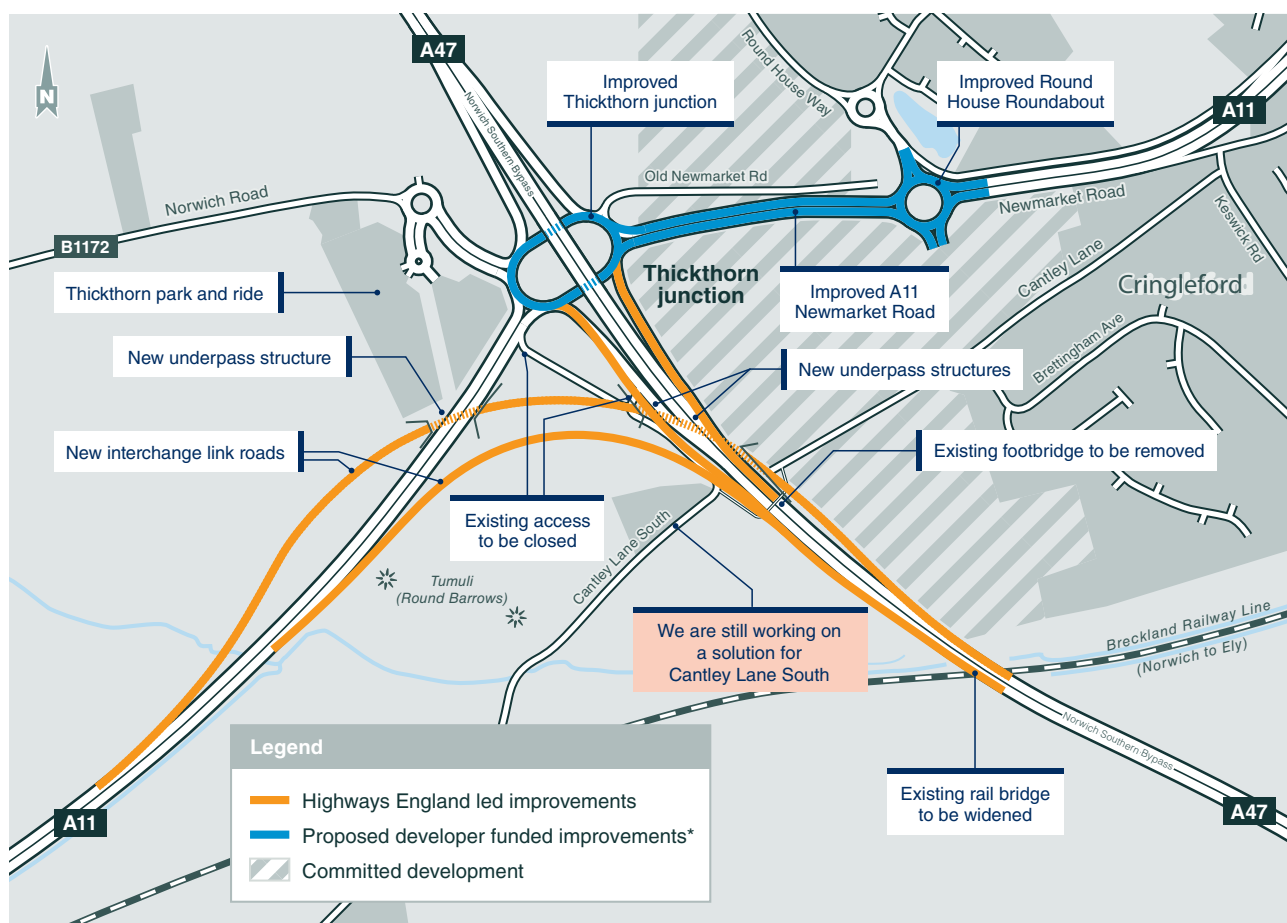 A47
N
Norwich Southern Bypass
Improved
Thickthorn junction
Round House Way
Improved Round
House Roundabout
A11
Old Newmarket Rd
Norwich Road
B1172
Newmarket Road
Keswick Rd
Cantley Lane
Cringleford
Thickthorn park and ride
Thickthorn
junction
Improved A11
Newmarket Road
Brettingham Ave
New underpass structure
New underpass structures
New interchange link roads
Existing footbridge to be removed
Existing access
to be closed
Cantley Lane South
Tumuli
(Round Barrows)
We are still working on
a solution for
Cantley Lane South
Breckland Railway Line
(Norwich to Ely)
Norwich Southern Bypass
Existing rail bridge
to be widened
A47
A11
Legend
Highways England led improvements
Proposed developer funded improvements*
Committed development